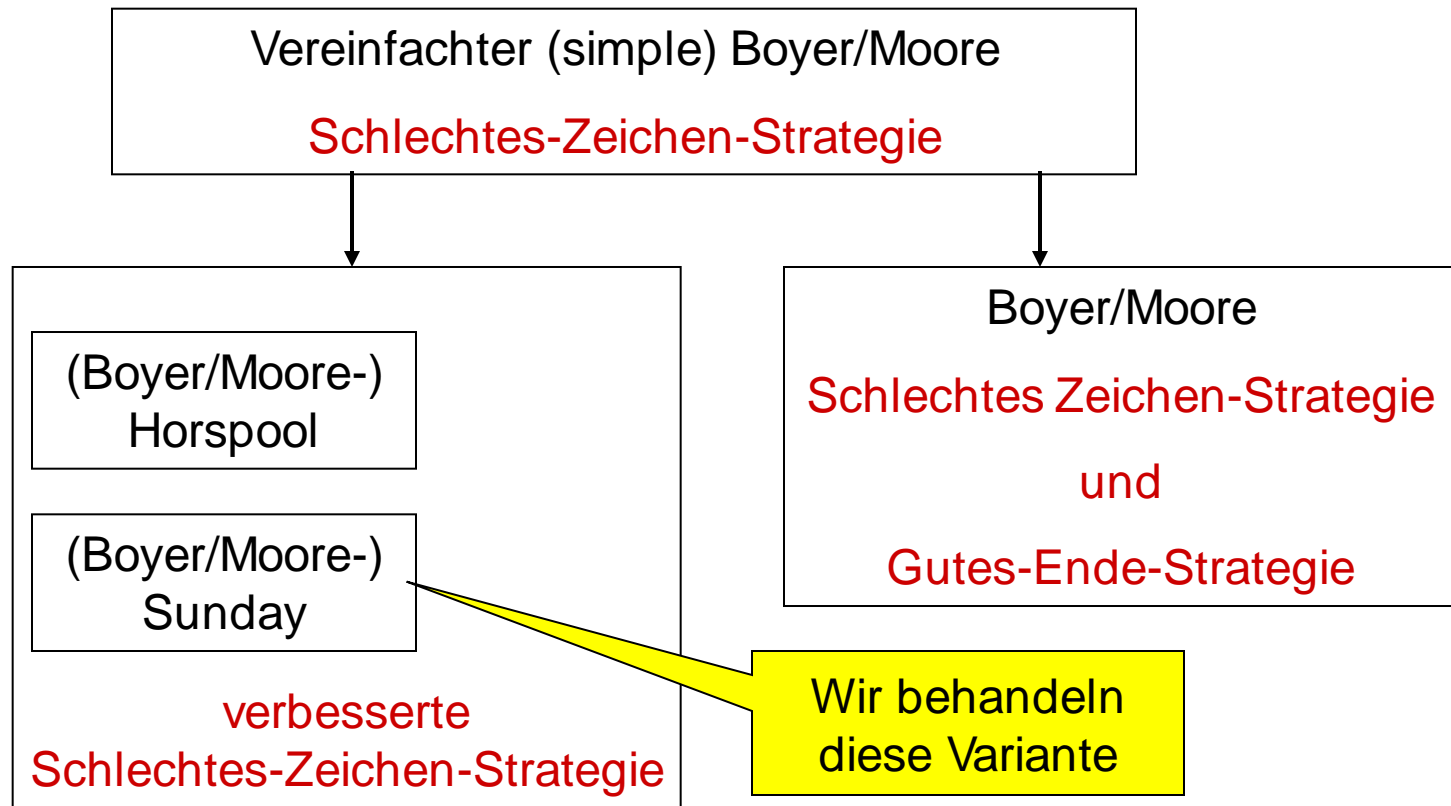 Vereinfachter (simple) Boyer/Moore
Schlechtes-Zeichen-Strategie
(Boyer/Moore-)
Horspool
(Boyer/Moore-)
Sunday
verbesserte
Schlechtes-Zeichen-Strategie
Boyer/Moore
Schlechtes Zeichen-Strategie
und
Gutes-Ende-Strategie
Wir behandeln
diese Variante